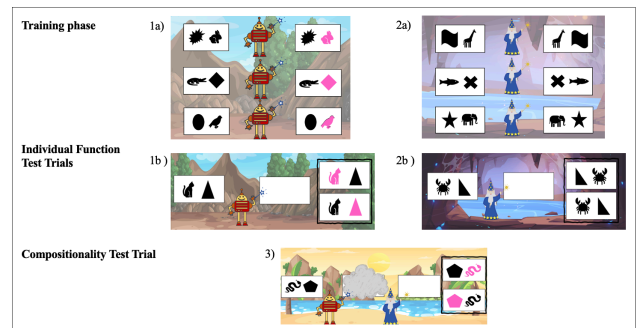 Training phase
1a)
2a)
Individual Function
Test Trials
1b )
2b )
Compositionality Test Trial
3)